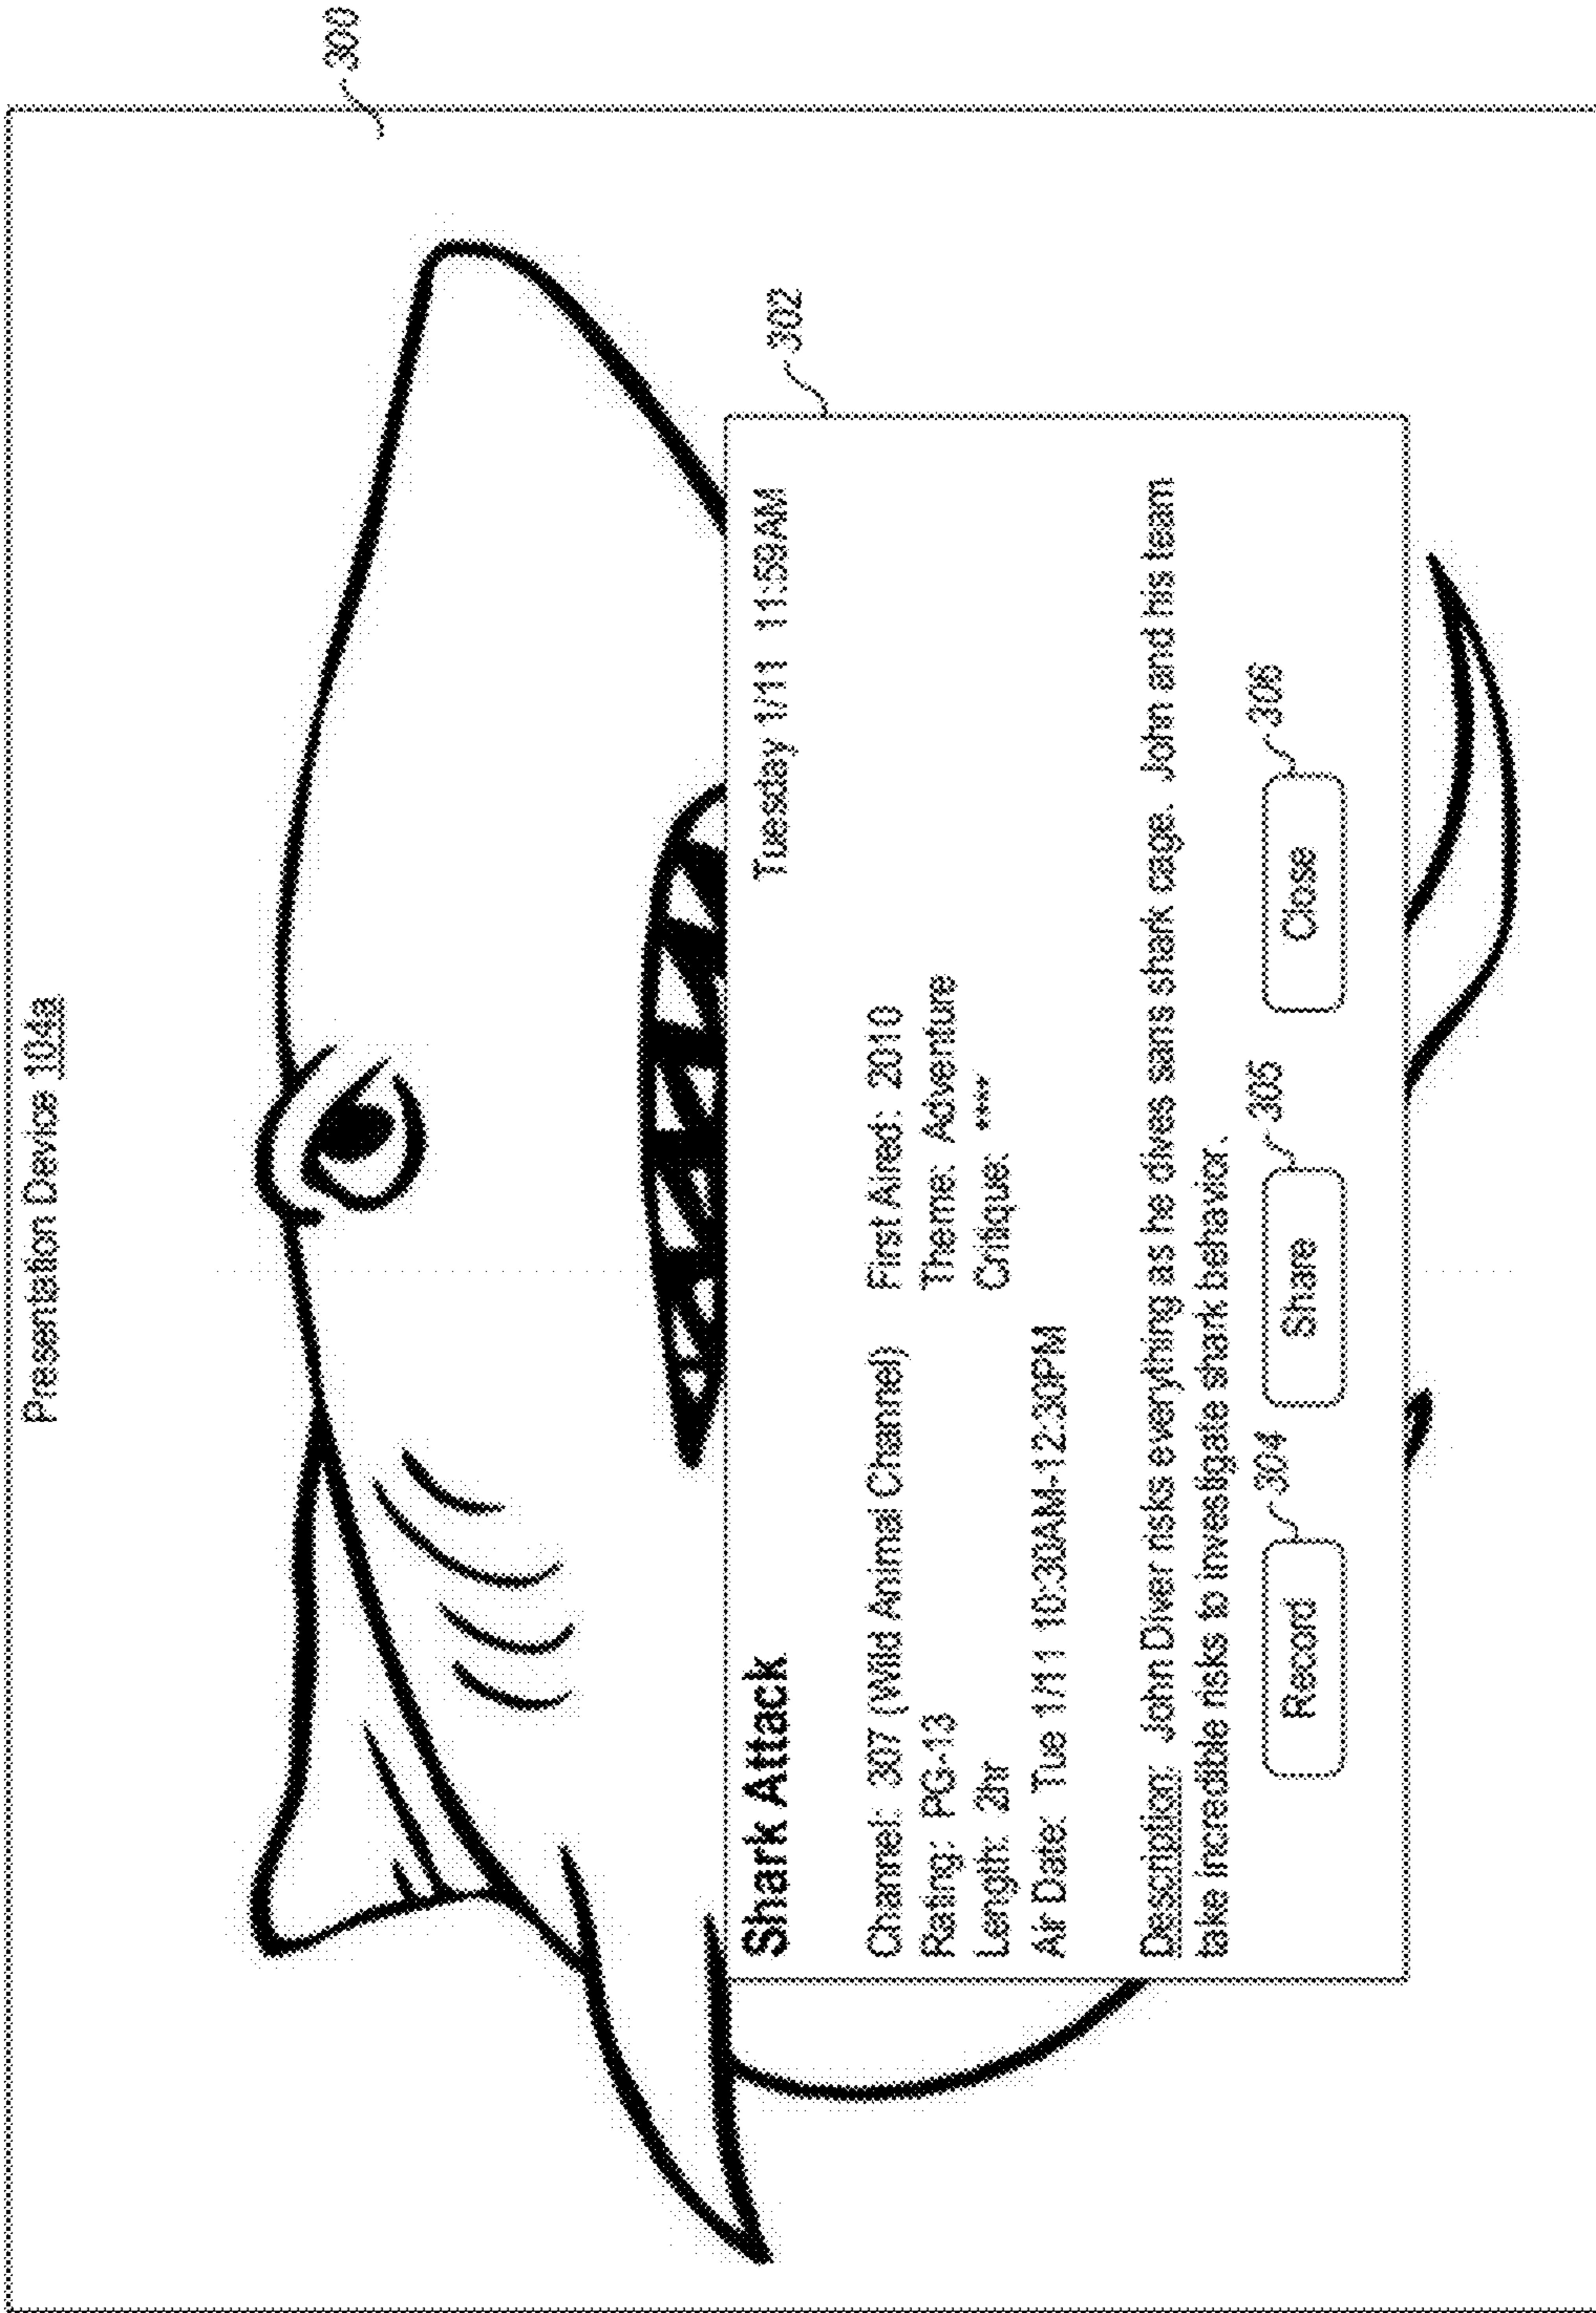 Presentation Device 104a
300
302
Shark Attack
Tuesday 1/11 11:59AM
Channel: 307 (Wild Animal Channel)
First Aired: 2010
Rating: PG-13
Theme: Adventure
Length: 2hr
Critique: ****
Air Date: Tue 1/11 10:30AM-12:30PM
Description: John Diver risks everything as he dives sans shark cage. John and his team
take incredible risks to investigate shark behavior.
304
305
306
Record
Share
Close